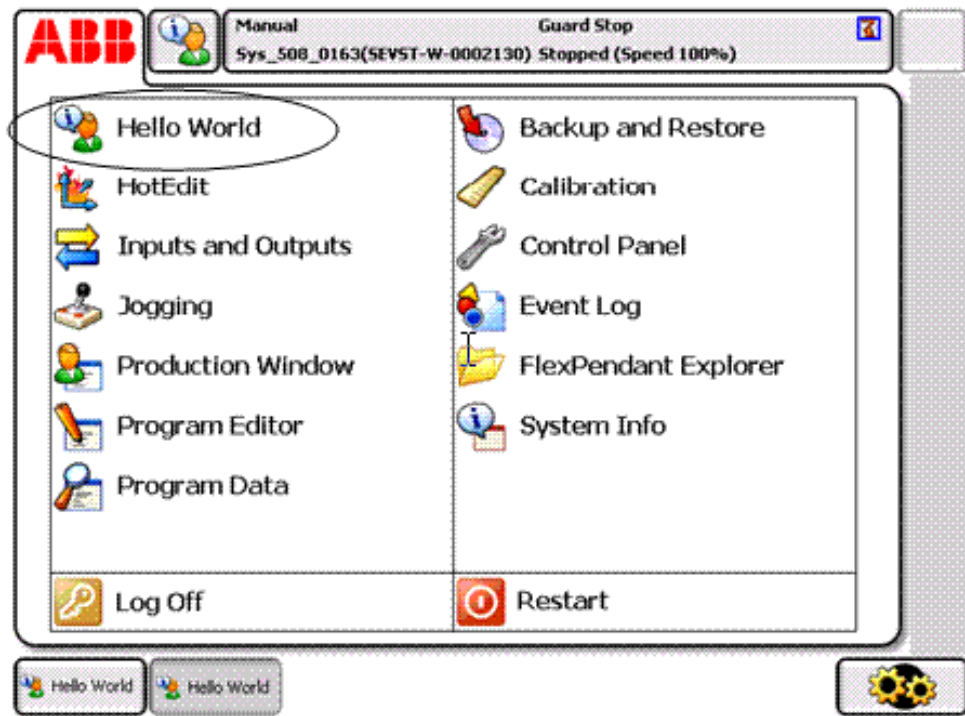 ABB
Manual Guard Stop
Sys_508_0163(SEVST-W-0002130) Stopped (Speed 100%)
Hello World
HotEdit
Inputs and Outputs
Jogging
Production Window
Program Editor
Program Data
Backup and Restore
Calibration
Control Panel
Event Log
FlexPendant Explorer
System Info
Log Off
Restart
Hello World
Hello World